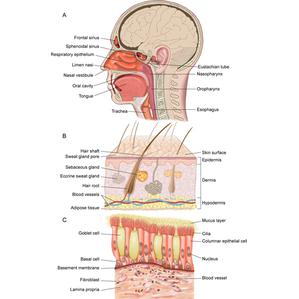 A
Frontal sinus
Sphenoidal sinus
Respiratory epithelium
Limen nasi
Nasal vestibule
Oral cavity
Tongue
Trachea
Eustachian tube
Nasopharynx
Oropharynx
Esophagus
B
Hair shaft
Sweat gland pore
Sebaceous gland
Eccrine sweat gland
Hair root
Blood vessels
Adipose tissue
Skin surface
Epidermis
Dermis
Hypodermis
C
Goblet cell
Basal cell
Basement membrane
Fibroblast
Lamina propria
Mucus layer
Cilia
Columnar epithelial cell
Nucleus
Blood vessel